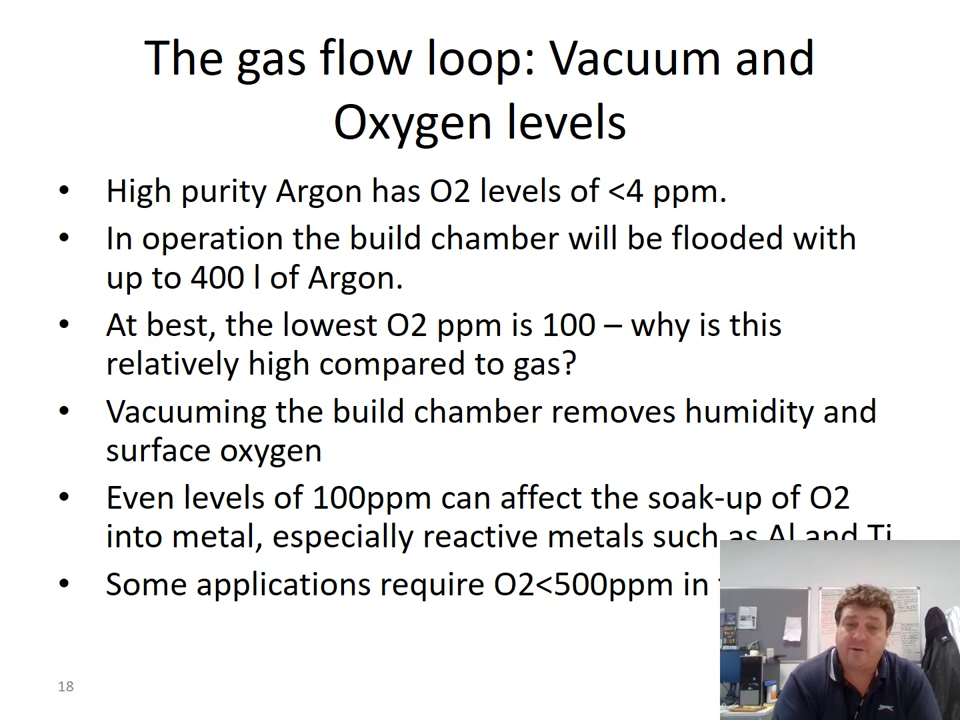 The gas flow loop: Vacuum and
Oxygen levels
• High purity Argon has O2 levels of <4 ppm.
• In operation the build chamber will be flooded with
up to 400 l of Argon.
• At best, the lowest O2 ppm is 100 – why is this
relatively high compared to gas?
• Vacuuming the build chamber removes humidity and
surface oxygen
• Even levels of 100ppm can affect the soak-up of O2
into metal, especially reactive metals such as Al and Ti
• Some applications require O2<500ppm in
18